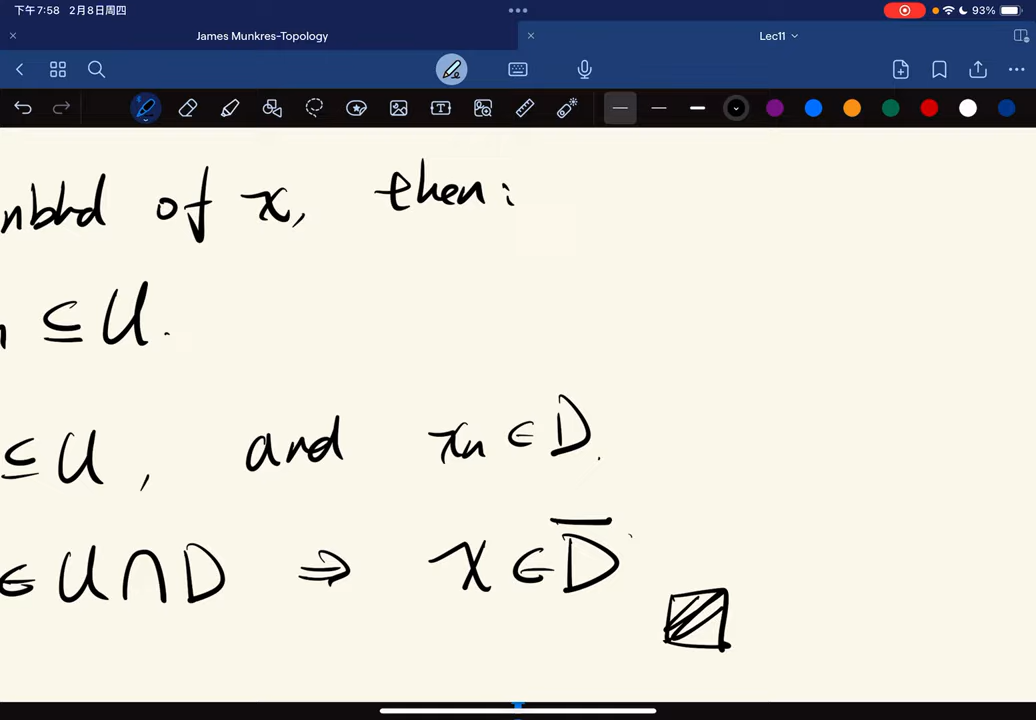 下午7:58 2月8日周四
93%
James Munkres-Topology
Lec11
nbhd of x, then:
⊆ U.
⊆ U, and xn ∈ D.
∈ U ∩ D ⇒ x ∈ D̅